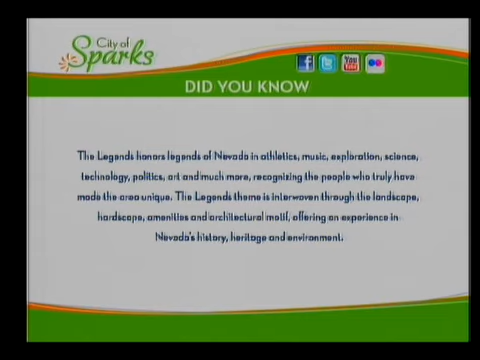 City of
Sparks
f t You Tube
DID YOU KNOW
The Legends honors legends of Nevada in athletics, music, exploration, science,
technology, politics, art and much more, recognizing the people who truly have
made the area unique. The Legends theme is interwoven through the landscape,
hardscape, amenities and architectural motif, offering an experience in
Nevada's history, heritage and environment.